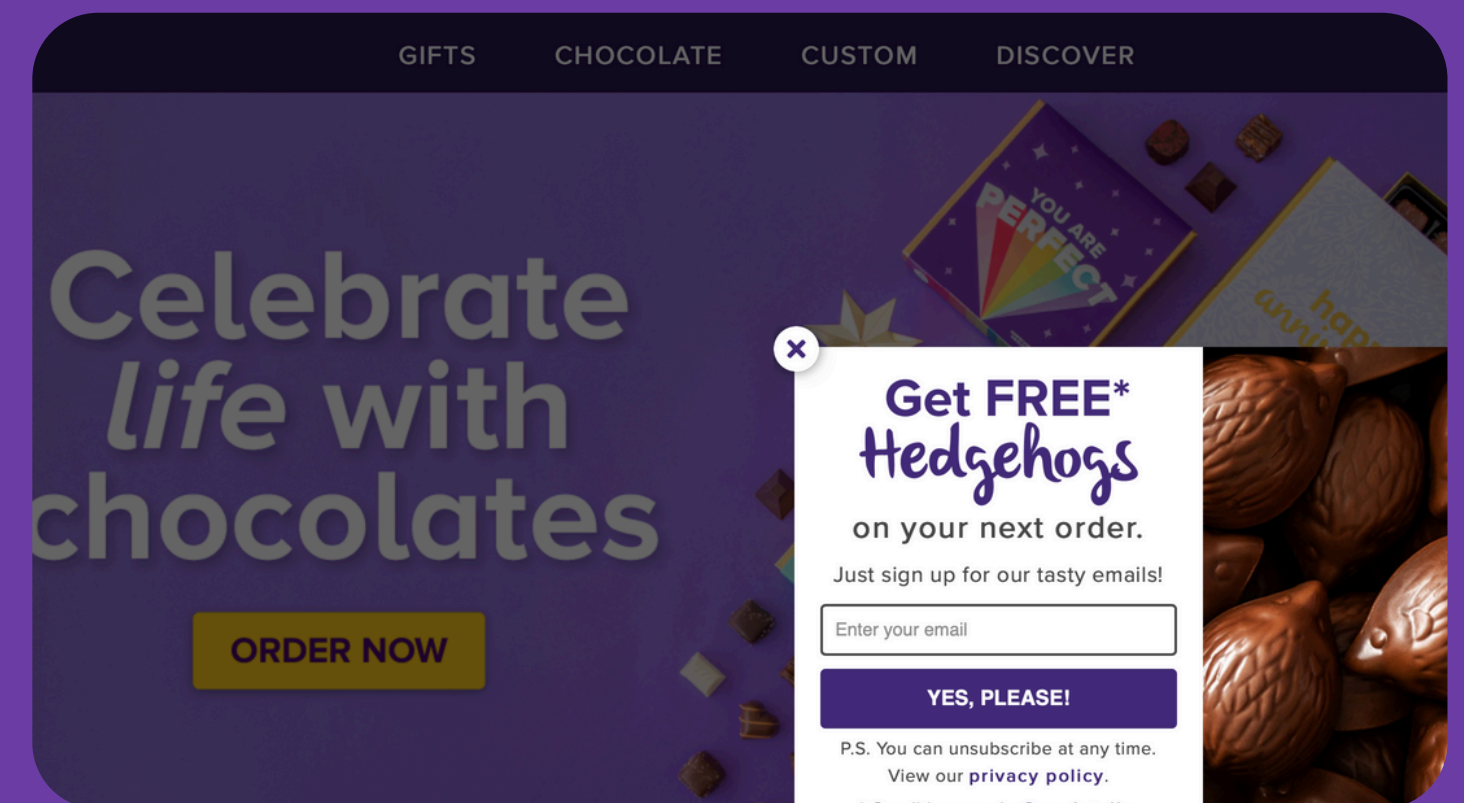 GIFTS CHOCOLATE CUSTOM DISCOVER
Celebrate
life with
chocolates
ORDER NOW
YOU ARE
PERFECT
happ
anni
Get FREE*
Hedgehogs
on your next order.
Just sign up for our tasty emails!
Enter your email
YES, PLEASE!
P.S. You can unsubscribe at any time.
View our privacy policy.